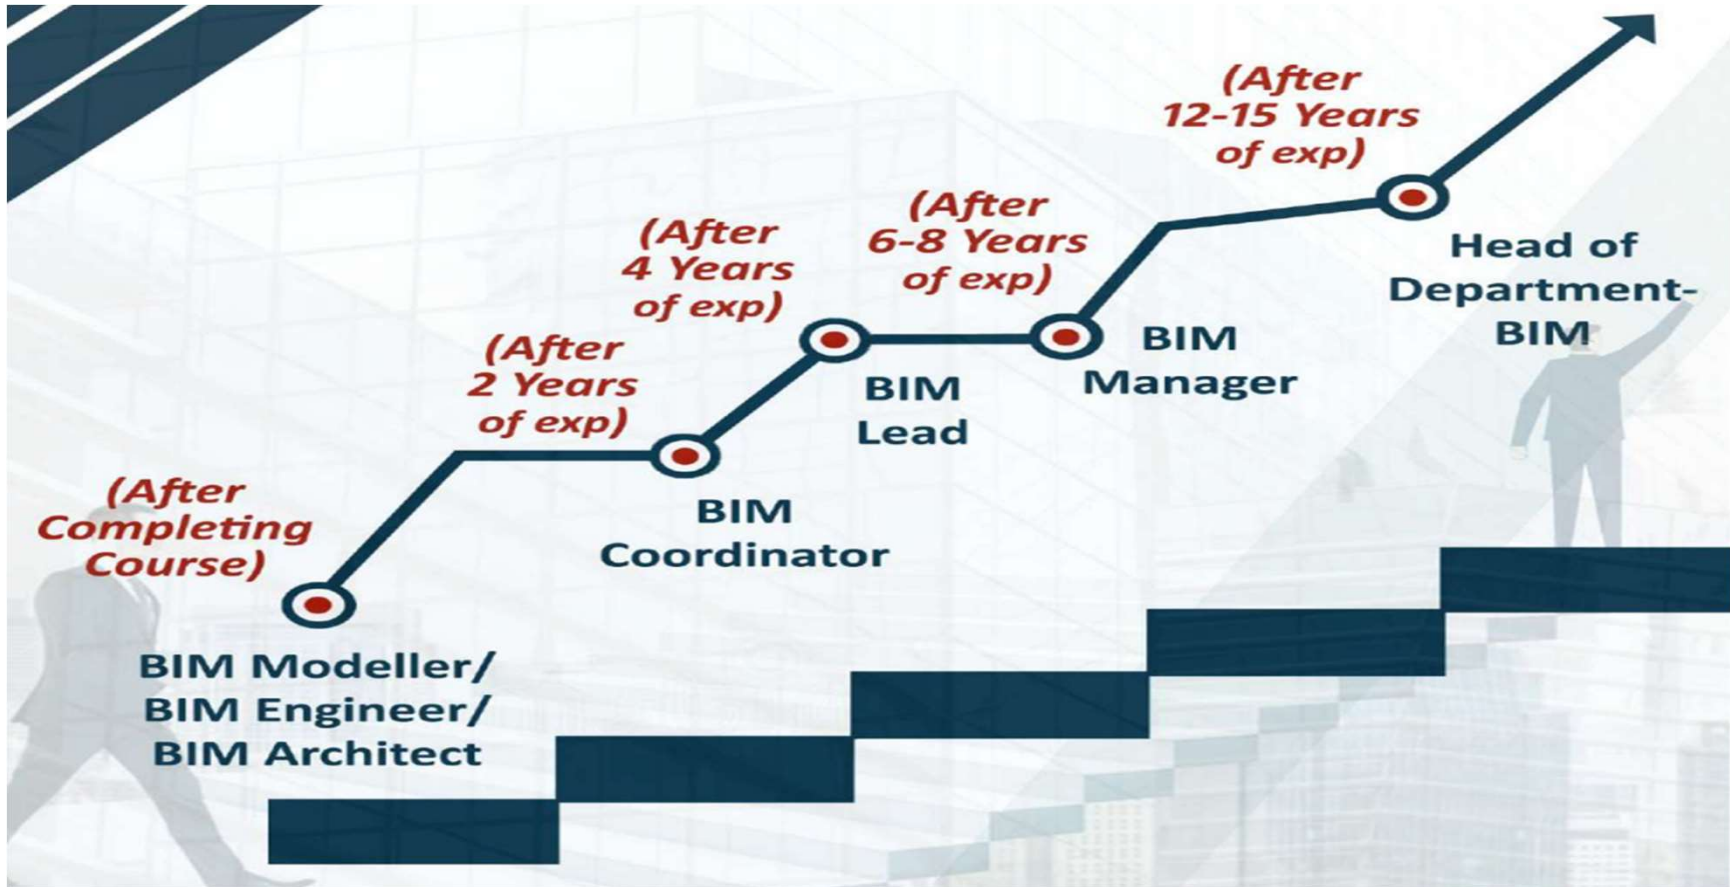 (After
Completing
Course)
BIM Modeller/
BIM Engineer/
BIM Architect
(After
2 Years
of exp)
BIM
Coordinator
(After
4 Years
of exp)
BIM
Lead
(After
6-8 Years
of exp)
BIM
Manager
(After
12-15 Years
of exp)
Head of
Department-
BIM